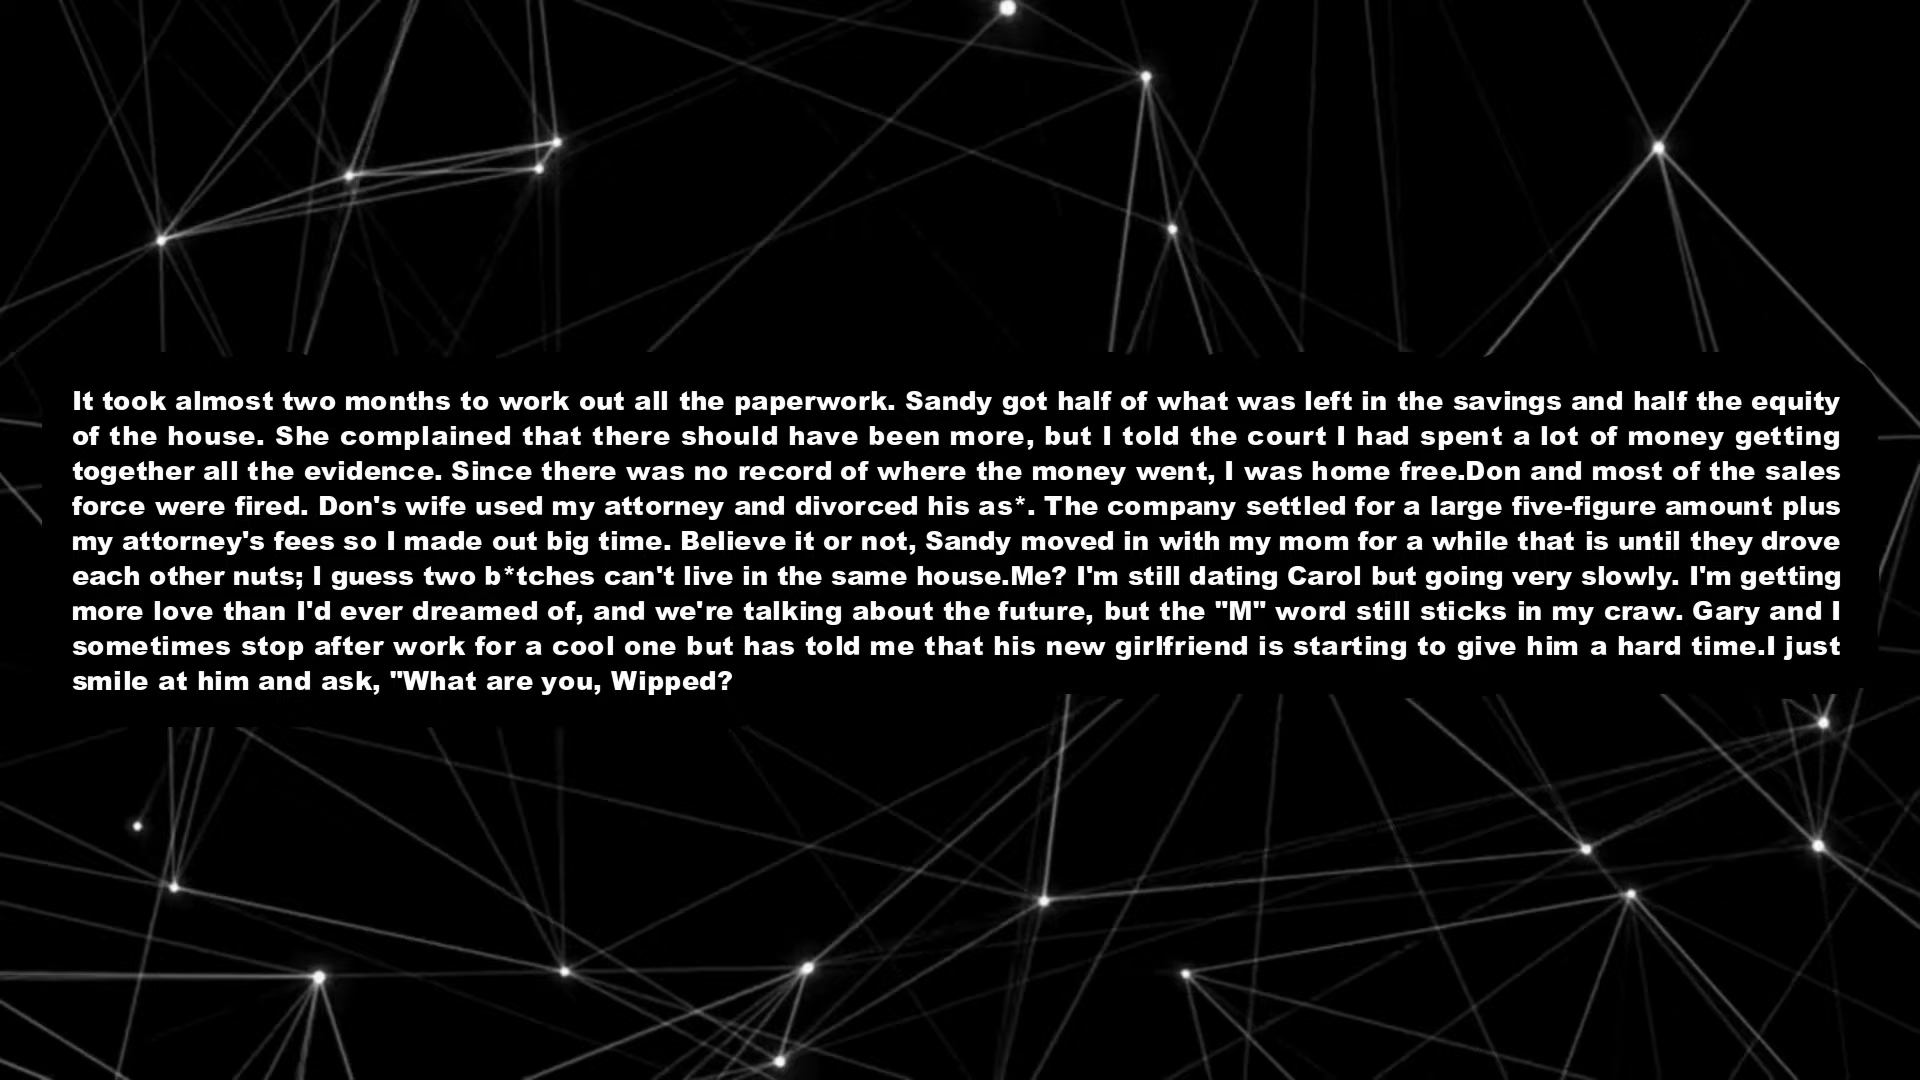 It took almost two months to work out all the paperwork. Sandy got half of what was left in the savings and half the equity
of the house. She complained that there should have been more, but I told the court I had spent a lot of money getting
together all the evidence. Since there was no record of where the money went, I was home free.Don and most of the sales
force were fired. Don's wife used my attorney and divorced his as*. The company settled for a large five-figure amount plus
my attorney's fees so I made out big time. Believe it or not, Sandy moved in with my mom for a while that is until they drove
each other nuts; I guess two b*tches can't live in the same house.Me? I'm still dating Carol but going very slowly. I'm getting
more love than I'd ever dreamed of, and we're talking about the future, but the "M" word still sticks in my craw. Gary and I
sometimes stop after work for a cool one but has told me that his new girlfriend is starting to give him a hard time.I just
smile at him and ask, "What are you, Wipped?